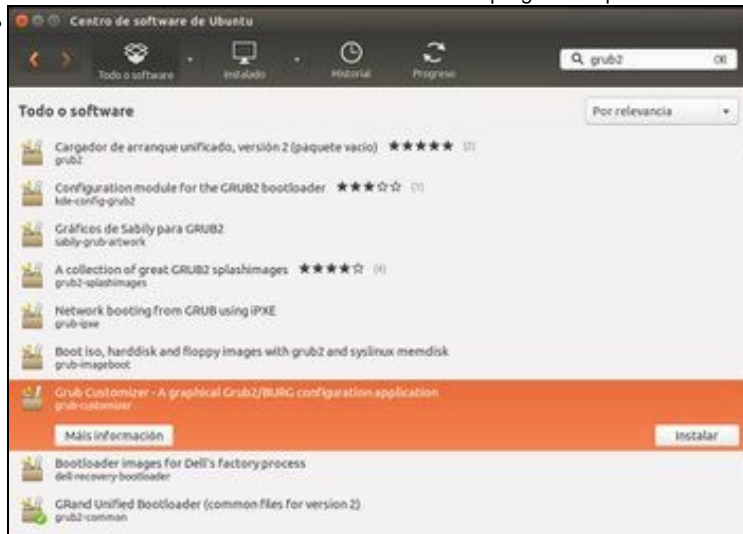 Centro de software de Ubuntu
Todo o software
Instalado
Historial
Progreso
grub2
Todo o software
Por relevancia
Cargador de arranque unificado, versión 2 (paquete vacío) ★★★★★ (2)
grub2
Configuration module for the GRUB2 bootloader ★★★☆☆
kde-config-grub2
Gráficos de Sabily para GRUB2
sabily-grub-artwork
A collection of great GRUB2 splashimages ★★★★☆ (4)
grub2-splashimages
Network booting from GRUB using iPXE
grub-ipxe
Boot iso, harddisk and floppy images with grub2 and syslinux memdisk
grub-imageboot
Grub Customizer - A graphical Grub2/BURG configuration application
grub-customizer
Máis información
Instalar
Bootloader images for Dell's factory process
dell-recovery-bootloader
GRand Unified Bootloader (common files for version 2)
grub2-common